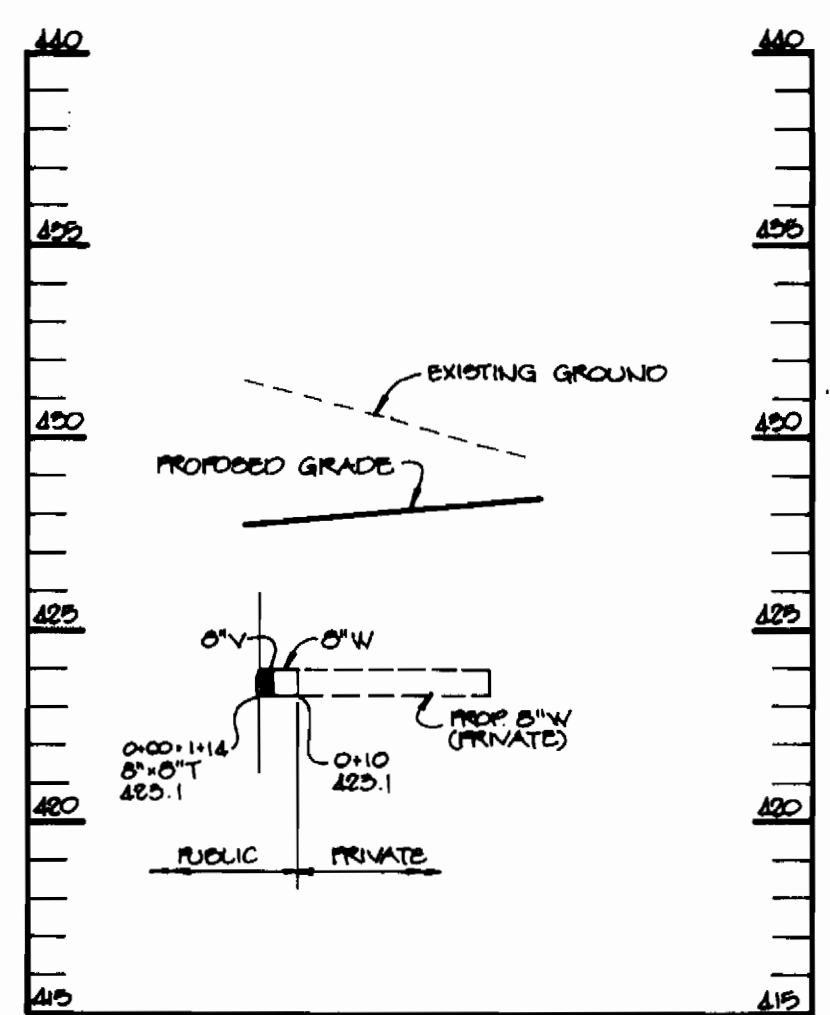 440 440
435 435
EXISTING GROUND
430 430
PROPOSED GRADE
425 425
8"V 8"W
PROP. 8"W
(PRIVATE)
0+00=1+14
8"x8"T
423.1
0+10
423.1
420 420
PUBLIC PRIVATE
415 415